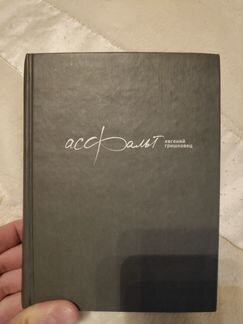 асфальт
евгений
гришковец